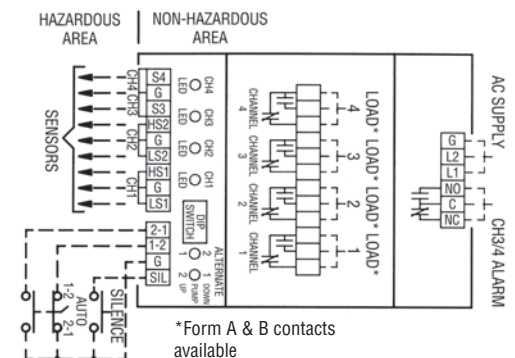 HAZARDOUS AREA
NON-HAZARDOUS AREA
SENSORS
CH4
CH3
CH2
CH1
S4
G
S3
HS2
G
LS2
HS1
G
LS1
LED CH4
LED CH3
LED CH2
LED CH1
DIP SWITCH
2-1
1-2
G
SIL
ALTERNATE
1 2
2 1
UP PUMP DOWN
SILENCE
AUTO
1-2
2-1
CHANNEL 4
CHANNEL 3
CHANNEL 2
CHANNEL 1
4 LOAD*
3 LOAD*
2 LOAD*
1 LOAD*
AC SUPPLY
G
L2
L1
NO
C
NC
CH3/4 ALARM
*Form A & B contacts
available